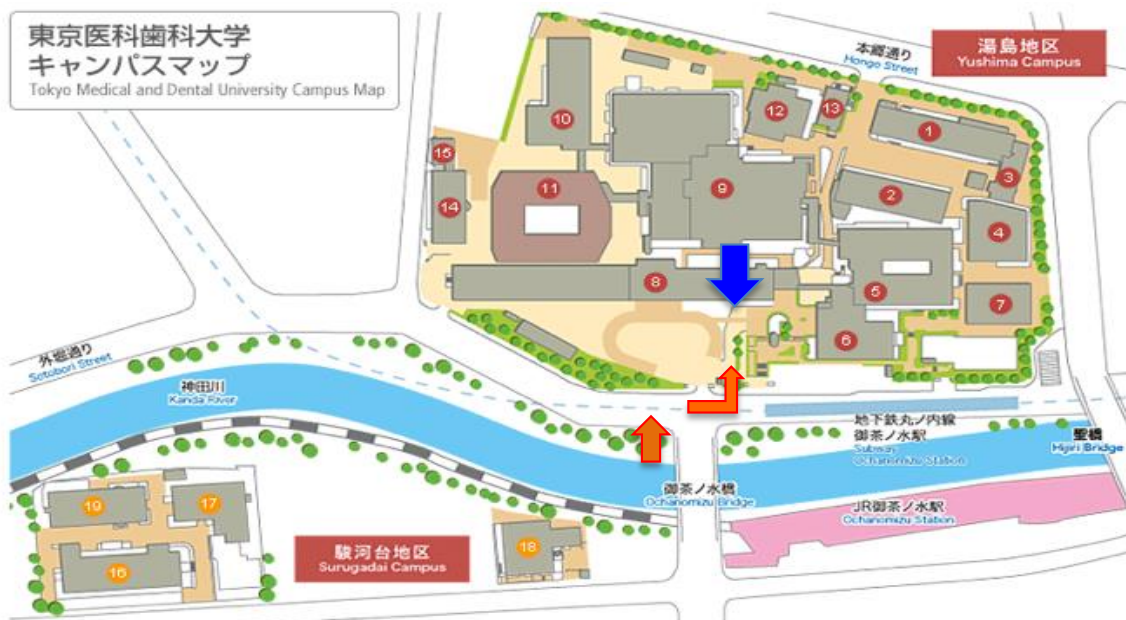 東京医科歯科大学
キャンパスマップ
Tokyo Medical and Dental University Campus Map
本郷通り
Hongo Street
湯島地区
Yushima Campus
13
12
1
10
15
3
11
9
2
14
4
8
5
7
6
外堀通り
Sotobori Street
神田川
Kanda River
地下鉄丸ノ内線
御茶ノ水駅
Subway
Ochanomizu Station
聖橋
Hijiri Bridge
御茶ノ水橋
Ochanomizu Bridge
JR御茶ノ水駅
Ochanomizu Station
19
17
18
16
駿河台地区
Surugadai Campus